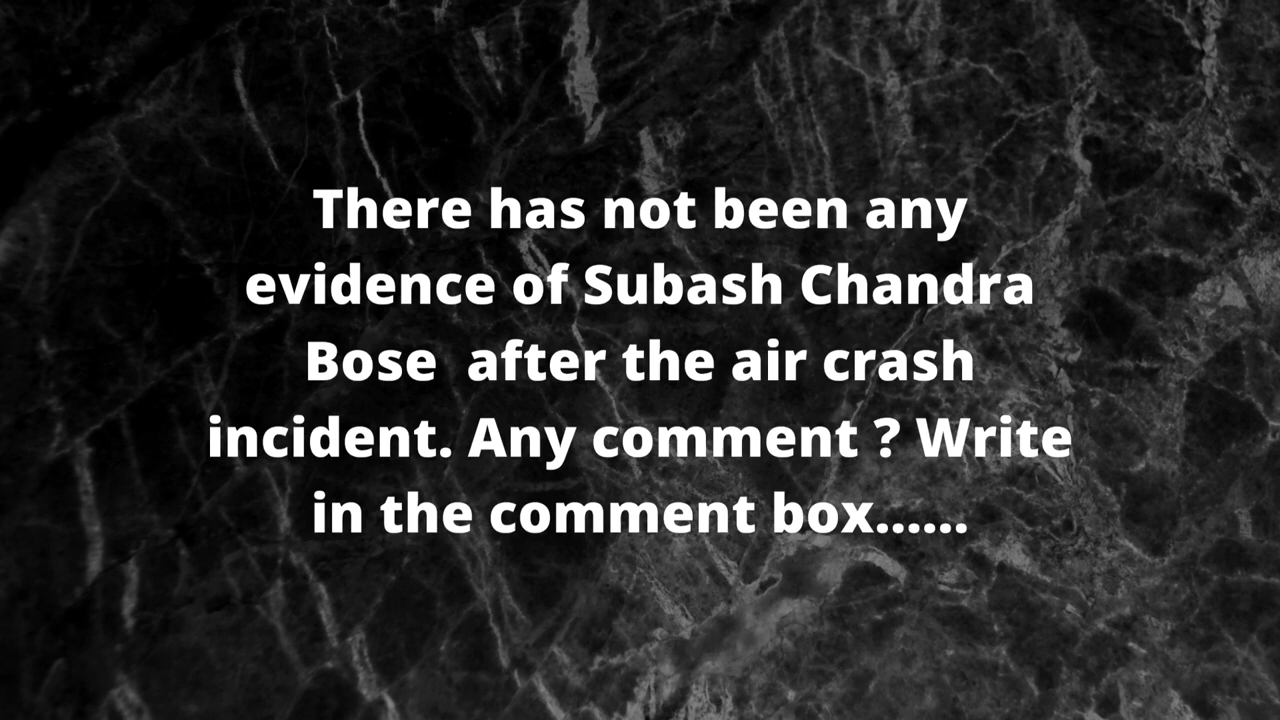 There has not been any
evidence of Subash Chandra
Bose  after the air crash
incident. Any comment ? Write
in the comment box......